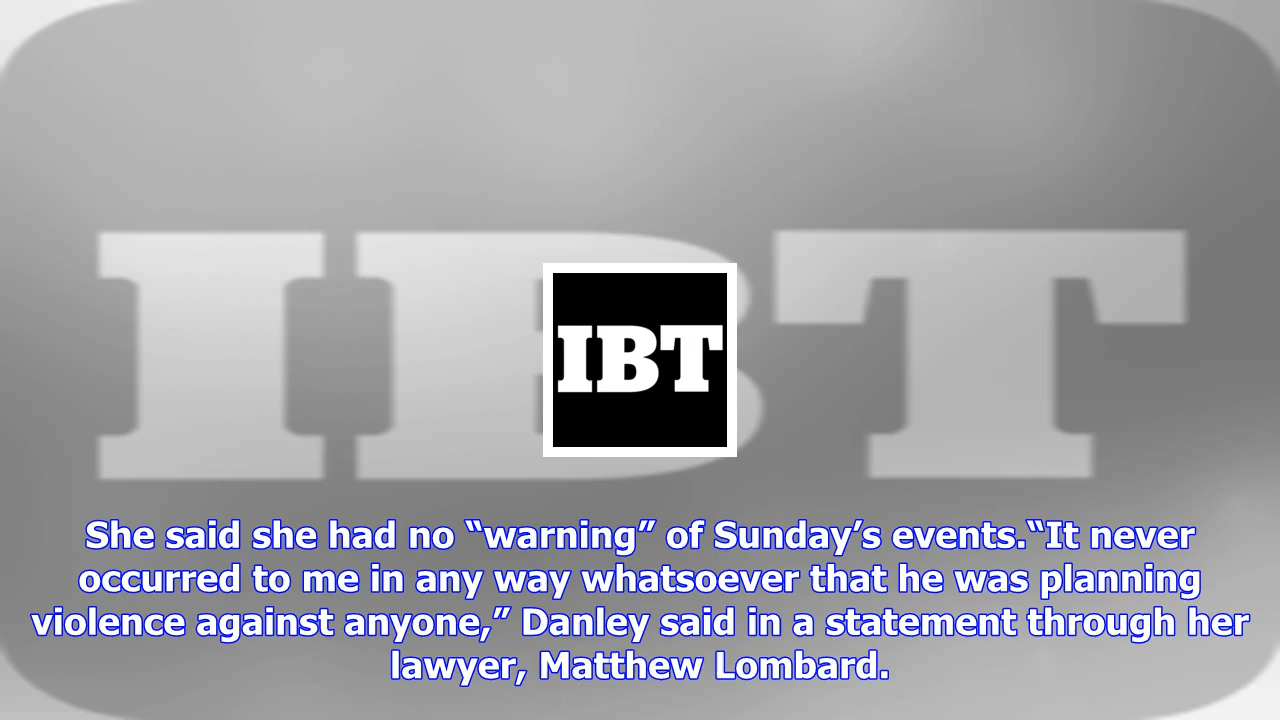 IBT
IBT
She said she had no “warning” of Sunday’s events.“It never
occurred to me in any way whatsoever that he was planning
violence against anyone,” Danley said in a statement through her
lawyer, Matthew Lombard.